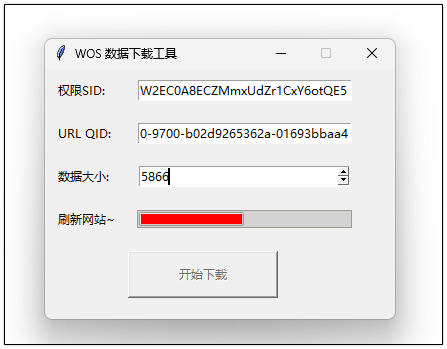 WOS 数据下载工具
权限SID: W2EC0A8ECZMmxUdZr1CxY6otQE5
URL QID: 0-9700-b02d9265362a-01693bbaa4
数据大小: 5866
刷新网站~
开始下载